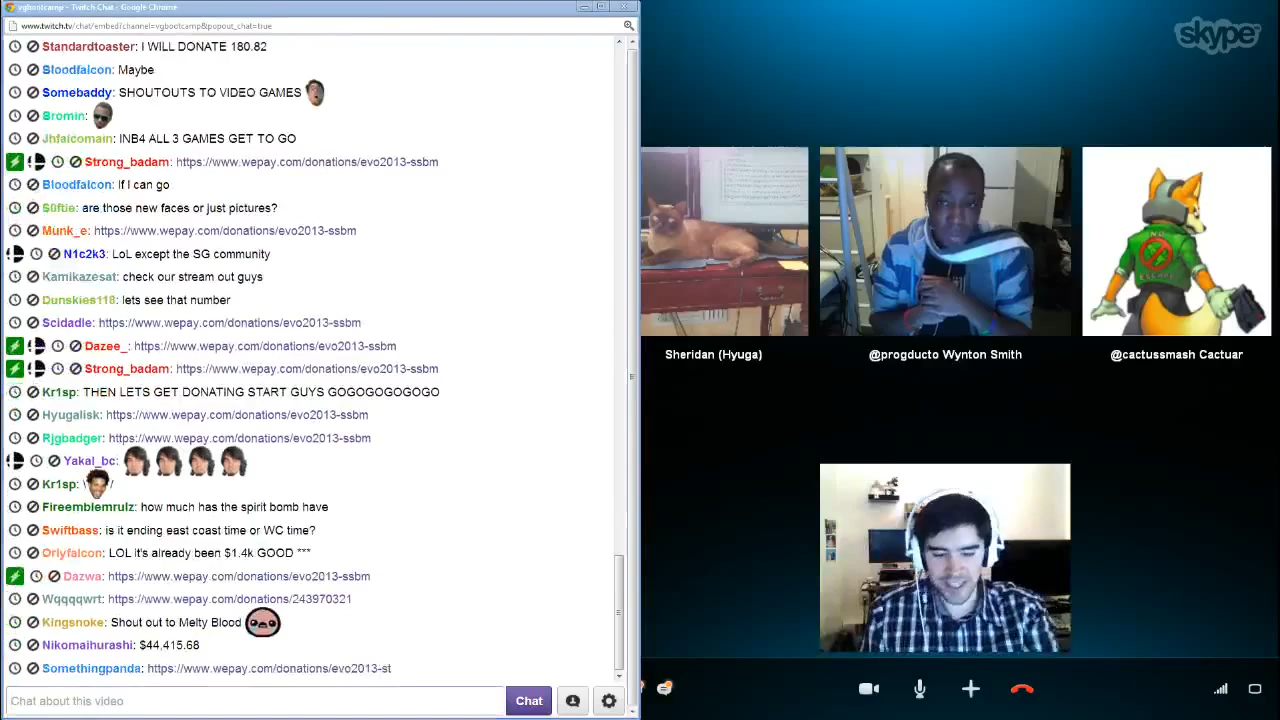 vgbootcamp - Twitch Chat - Google Chrome
www.twitch.tv/chat/embed?channel=vgbootcamp&popout_chat=true
Standardtoaster: I WILL DONATE 180.82
Bloodfalcon: Maybe
Somebaddy: SHOUTOUTS TO VIDEO GAMES
Bromin:
Jhfalcomain: INB4 ALL 3 GAMES GET TO GO
Strong_badam: https://www.wepay.com/donations/evo2013-ssbm
Bloodfalcon: If I can go
Sliftie: are those new faces or just pictures?
Munk_e: https://www.wepay.com/donations/evo2013-ssbm
N1c2k3: LoL except the SG community
Kamikazesat: check our stream out guys
Dunskies118: lets see that number
Scidadle: https://www.wepay.com/donations/evo2013-ssbm
Dazee_: https://www.wepay.com/donations/evo2013-ssbm
Strong_badam: https://www.wepay.com/donations/evo2013-ssbm
Kr1sp: THEN LETS GET DONATING START GUYS GOGOGOGOGOGO
Hyugalisk: https://www.wepay.com/donations/evo2013-ssbm
Rjgbadger: https://www.wepay.com/donations/evo2013-ssbm
Yakal_bc:
Kr1sp: \ /
Fireemblemrulz: how much has the spirit bomb have
Swiftbass: is it ending east coast time or WC time?
Orlyfalcon: LOL it's already been $1.4k GOOD ***
Dazwa: https://www.wepay.com/donations/evo2013-ssbm
Wqqqqwrt: https://www.wepay.com/donations/243970321
Kingsnoke: Shout out to Melty Blood
Nikomaihurashi: $44,415.68
Somethingpanda: https://www.wepay.com/donations/evo2013-st
Chat about this video
Chat
skype
NO
ESCAPE
Sheridan (Hyuga)
@progducto Wynton Smith
@cactussmash Cactuar